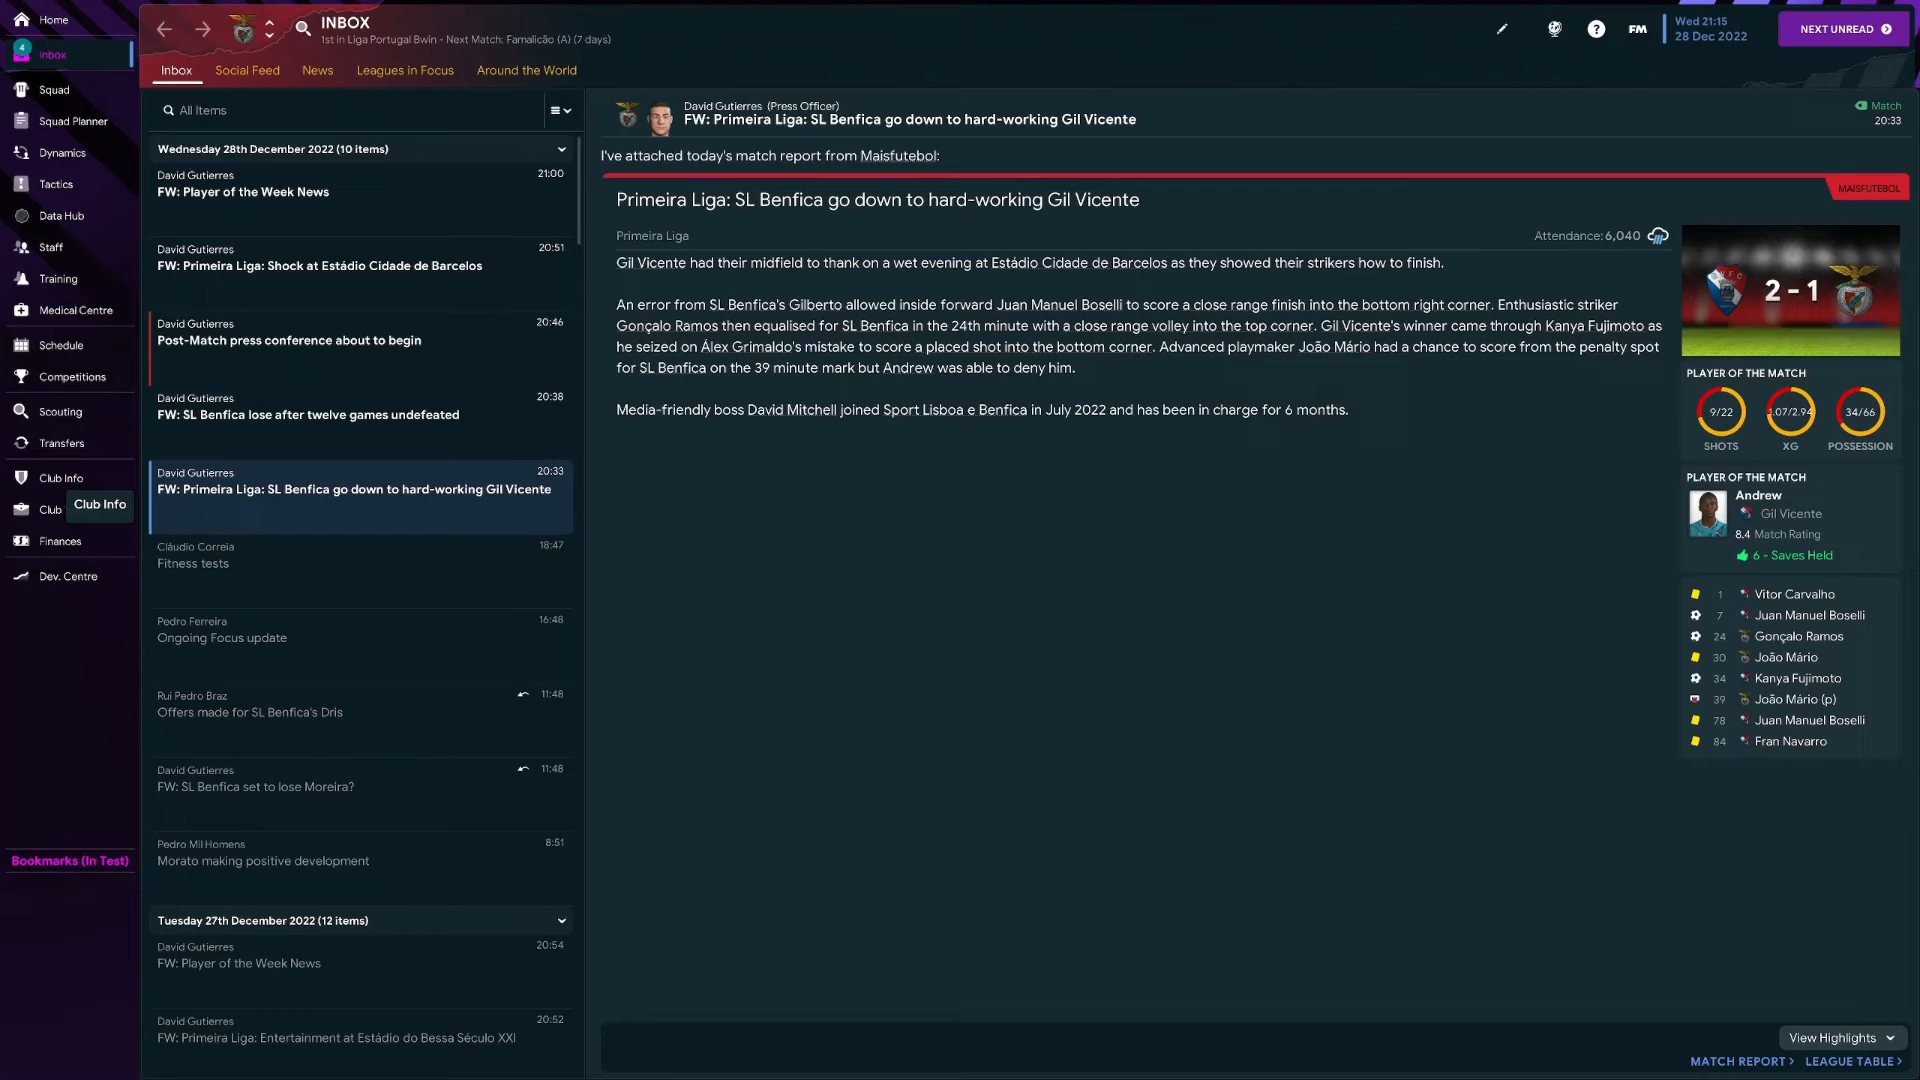 Home
4
Inbox
Squad
Squad Planner
Dynamics
Tactics
Data Hub
Staff
Training
Medical Centre
Schedule
Competitions
Scouting
Transfers
Club Info
Club
Club Info
Finances
Dev. Centre
Bookmarks (In Test)
INBOX
1st in Liga Portugal Bwin - Next Match: Famalicão (A) (7 days)
Inbox Social Feed News Leagues in Focus Around the World
FM
Wed 21:15
28 Dec 2022
NEXT UNREAD
All Items
Wednesday 28th December 2022 (10 items)
David Gutierres 21:00
FW: Player of the Week News
David Gutierres 20:51
FW: Primeira Liga: Shock at Estádio Cidade de Barcelos
David Gutierres 20:46
Post-Match press conference about to begin
David Gutierres 20:38
FW: SL Benfica lose after twelve games undefeated
David Gutierres 20:33
FW: Primeira Liga: SL Benfica go down to hard-working Gil Vicente
Cláudio Correia 18:47
Fitness tests
Pedro Ferreira 16:48
Ongoing Focus update
Rui Pedro Braz 11:48
Offers made for SL Benfica's Dris
David Gutierres 11:48
FW: SL Benfica set to lose Moreira?
Pedro Mil Homens 8:51
Morato making positive development
Tuesday 27th December 2022 (12 items)
David Gutierres 20:54
FW: Player of the Week News
David Gutierres 20:52
FW: Primeira Liga: Entertainment at Estádio do Bessa Século XXI
David Gutierres (Press Officer)
FW: Primeira Liga: SL Benfica go down to hard-working Gil Vicente
Match
20:33
I've attached today's match report from Maisfutebol:
MAISFUTEBOL
Primeira Liga: SL Benfica go down to hard-working Gil Vicente
Primeira Liga Attendance: 6,040
Gil Vicente had their midfield to thank on a wet evening at Estádio Cidade de Barcelos as they showed their strikers how to finish.
An error from SL Benfica's Gilberto allowed inside forward Juan Manuel Boselli to score a close range finish into the bottom right corner. Enthusiastic striker
Gonçalo Ramos then equalised for SL Benfica in the 24th minute with a close range volley into the top corner. Gil Vicente's winner came through Kanya Fujimoto as
he seized on Álex Grimaldo's mistake to score a placed shot into the bottom corner. Advanced playmaker João Mário had a chance to score from the penalty spot
for SL Benfica on the 39 minute mark but Andrew was able to deny him.
Media-friendly boss David Mitchell joined Sport Lisboa e Benfica in July 2022 and has been in charge for 6 months.
2 - 1
PLAYER OF THE MATCH
9/22 1.07/2.94 34/66
SHOTS XG POSSESSION
PLAYER OF THE MATCH
Andrew
Gil Vicente
8.4 Match Rating
6 - Saves Held
1 Vítor Carvalho
7 Juan Manuel Boselli
24 Gonçalo Ramos
30 João Mário
34 Kanya Fujimoto
39 João Mário (p)
78 Juan Manuel Boselli
84 Fran Navarro
View Highlights
MATCH REPORT > LEAGUE TABLE >